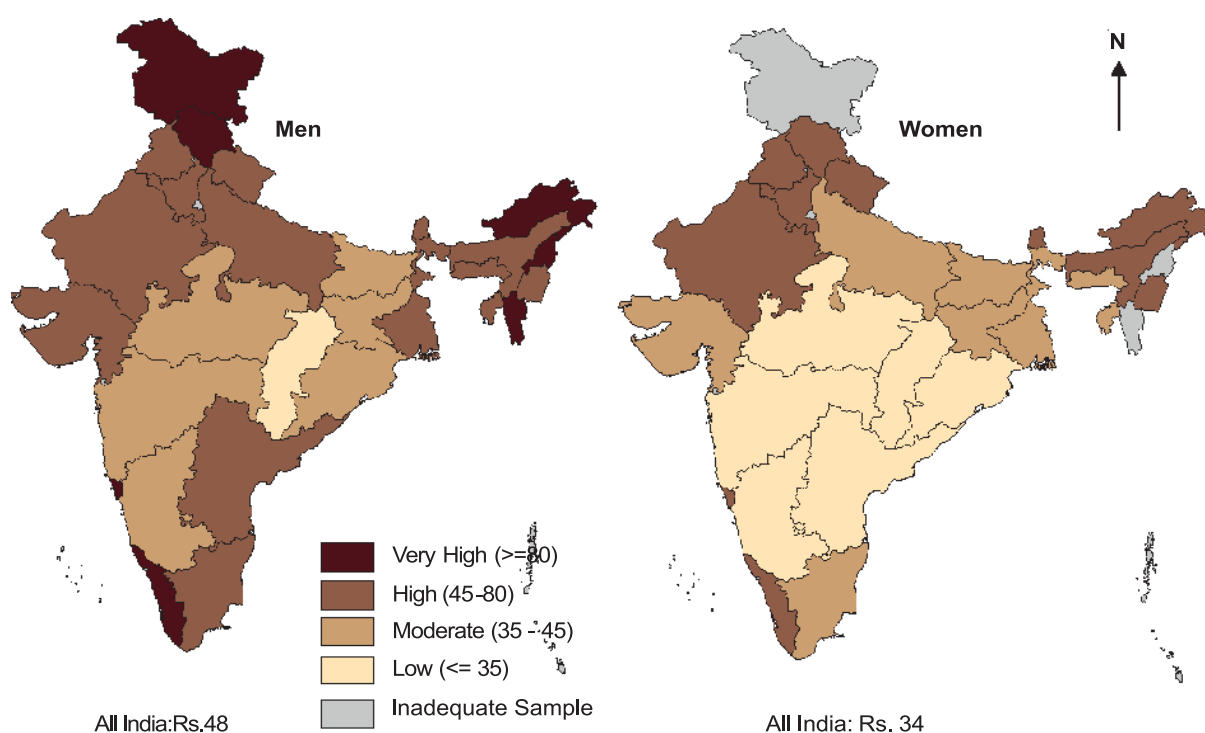 N
Men
Women
Very High (>=80)
High (45-80)
Moderate (35 - 45)
Low (<= 35)
Inadequate Sample
All India:Rs.48
All India: Rs. 34